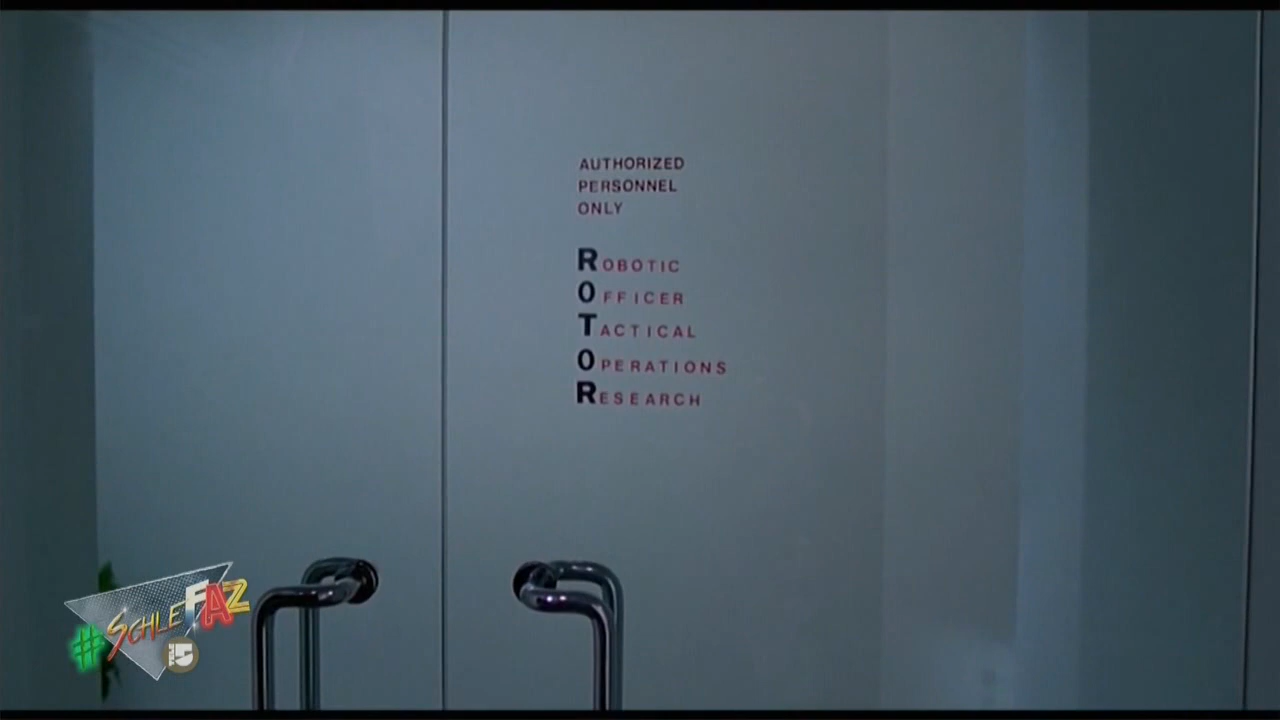 AUTHORIZED
PERSONNEL
ONLY
ROBOTIC
OFFICER
TACTICAL
OPERATIONS
RESEARCH
#SCHLEFAZ